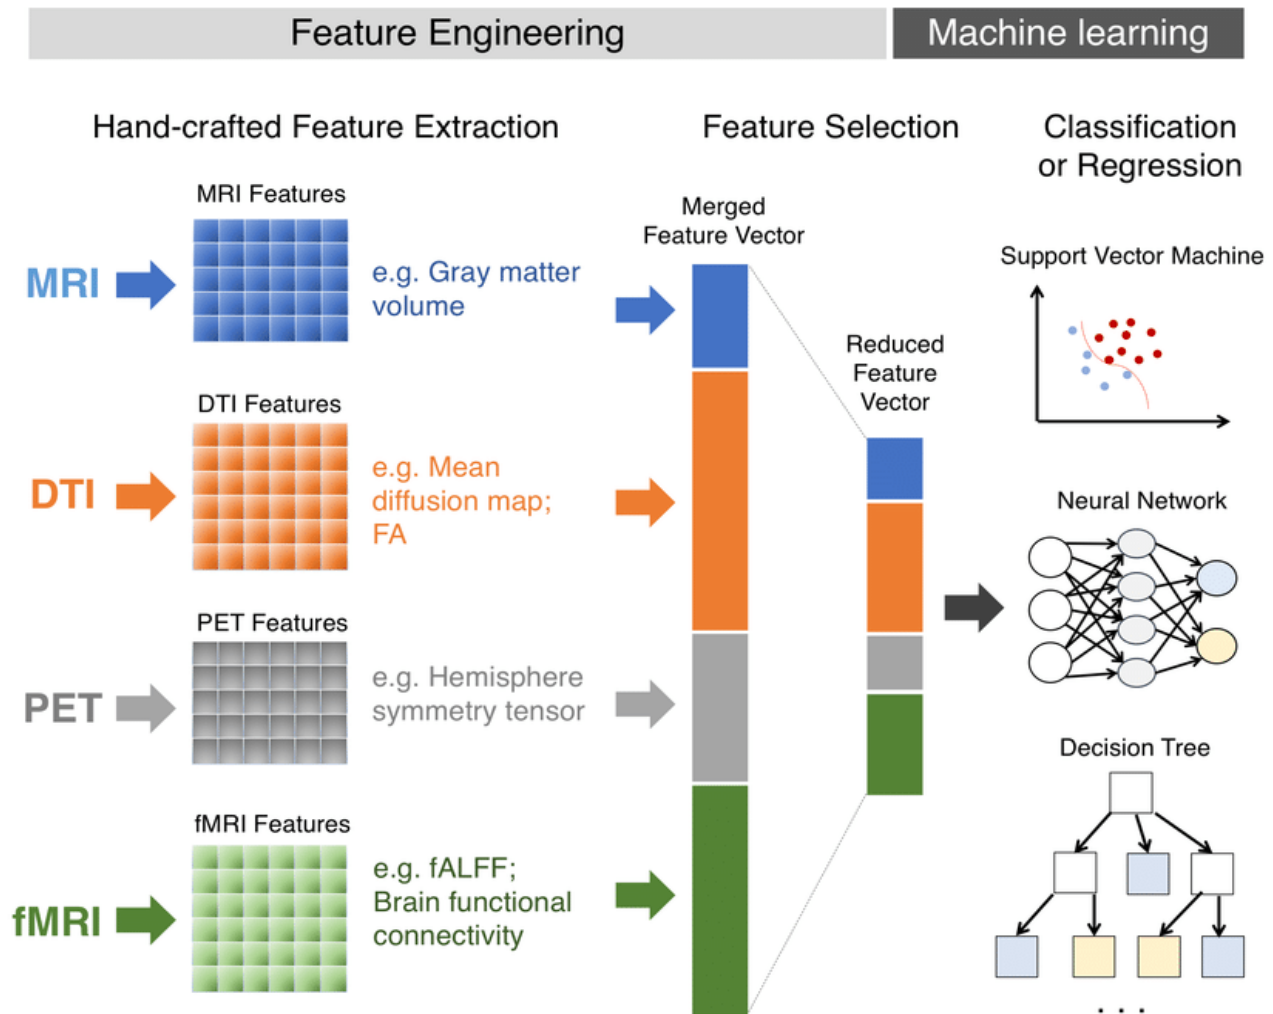 Feature Engineering
Machine learning
Hand-crafted Feature Extraction
Feature Selection
Classification
or Regression
MRI Features
MRI
e.g. Gray matter
volume
DTI Features
DTI
e.g. Mean
diffusion map;
FA
PET Features
PET
e.g. Hemisphere
symmetry tensor
fMRI Features
fMRI
e.g. fALFF;
Brain functional
connectivity
Merged
Feature Vector
Reduced
Feature
Vector
Support Vector Machine
Neural Network
Decision Tree
. . .